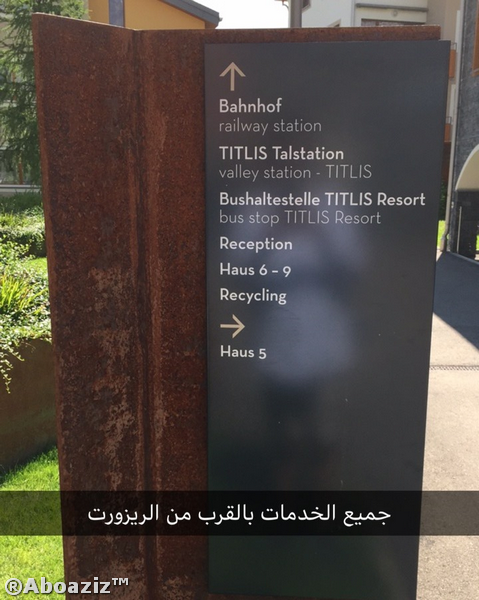 Bahnhof
railway station
TITLIS Talstation
valley station - TITLIS
Bushaltestelle TITLIS Resort
bus stop TITLIS Resort
Reception
Haus 6 – 9
Recycling
Haus 5
جميع الخدمات بالقرب من الريزورت
®Aboaziz™